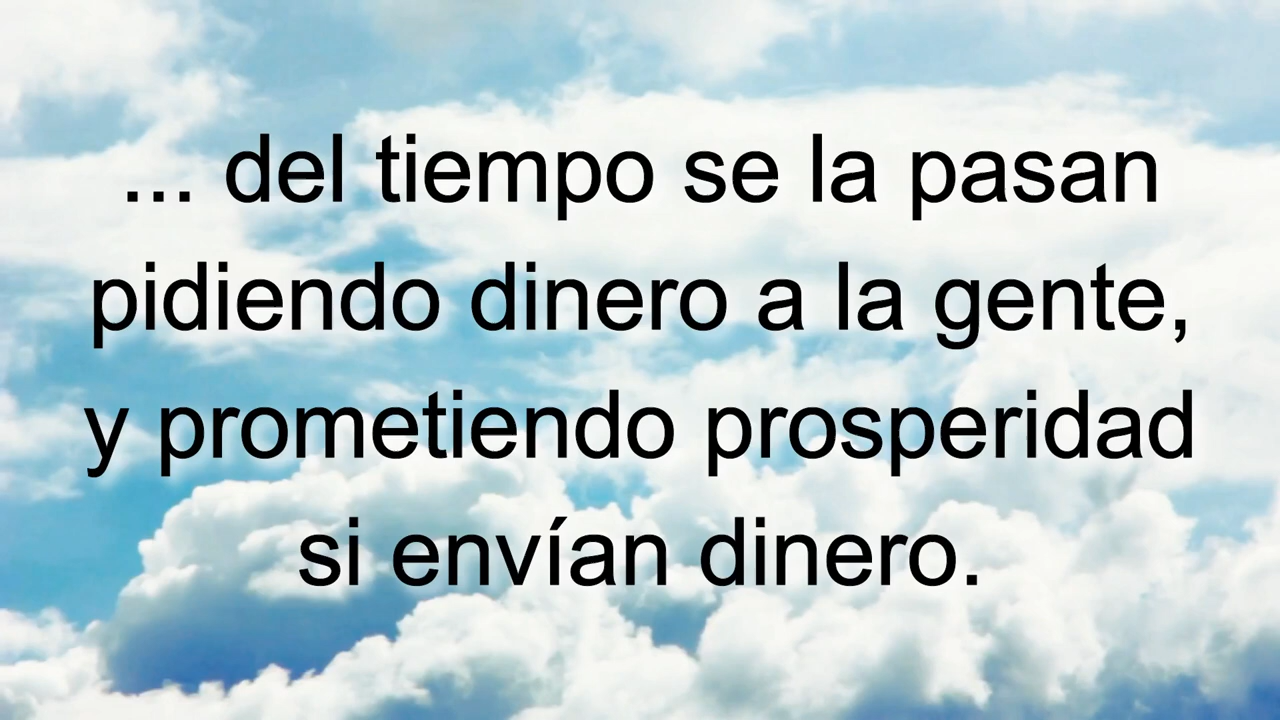 ... del tiempo se la pasan
pidiendo dinero a la gente,
y prometiendo prosperidad
si envían dinero.